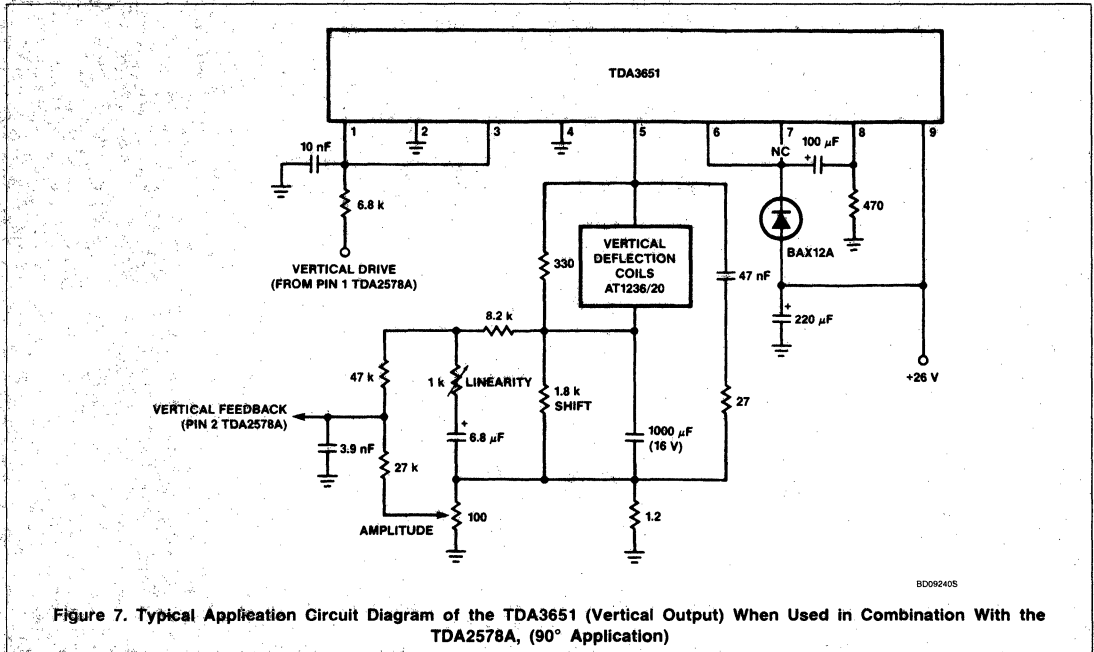 TDA3651
1 2 3 4 5 6 7 8 9
10 nF
NC
100 μF
+
6.8 k
470
VERTICAL DRIVE
(FROM PIN 1 TDA2578A)
330
VERTICAL
DEFLECTION
COILS
AT1236/20
47 nF
BAX12A
+
220 μF
8.2 k
+26 V
47 k
1 k LINEARITY
1.8 k
SHIFT
27
VERTICAL FEEDBACK
(PIN 2 TDA2578A)
+
6.8 μF
1000 μF
(16 V)
3.9 nF
27 k
AMPLITUDE
100
1.2
BD09240S
Figure 7. Typical Application Circuit Diagram of the TDA3651 (Vertical Output) When Used in Combination With the
TDA2578A, (90° Application)